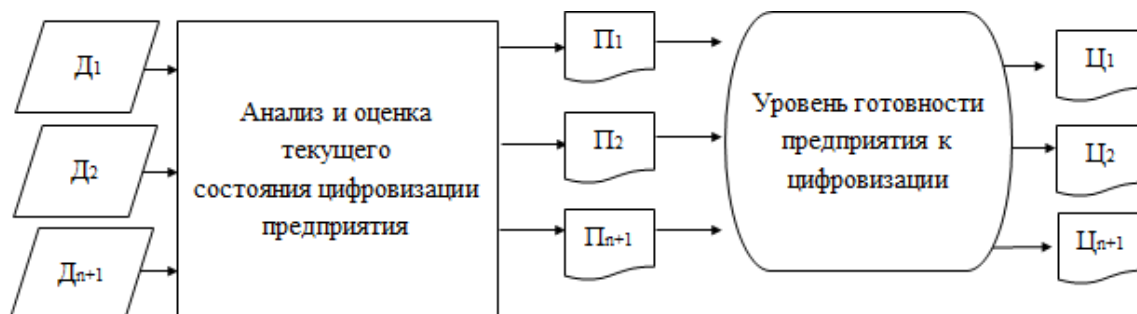 Д1
Д2
Дn+1
Анализ и оценка
текущего
состояния цифровизации
предприятия
П1
П2
Пn+1
Уровень готовности
предприятия к
цифровизации
Ц1
Ц2
Цn+1